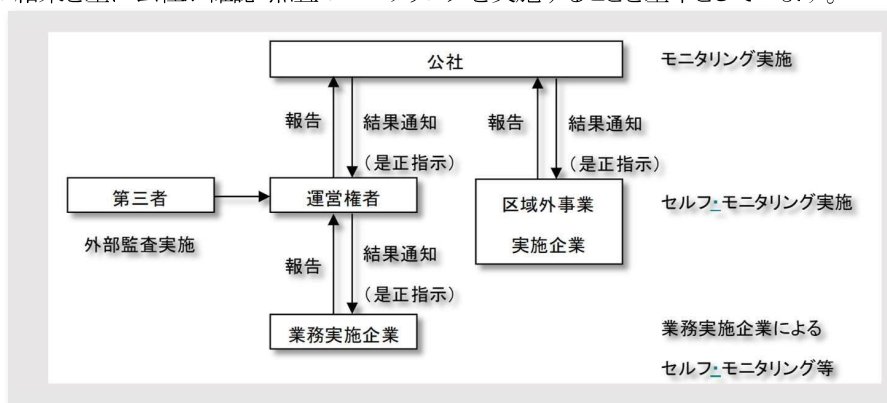 公社
モニタリング実施
報告
結果通知
報告
結果通知
（是正指示）
（是正指示）
第三者
運営権者
区域外事業
実施企業
セルフ・モニタリング実施
外部監査実施
報告
結果通知
（是正指示）
業務実施企業
業務実施企業による
セルフ・モニタリング等